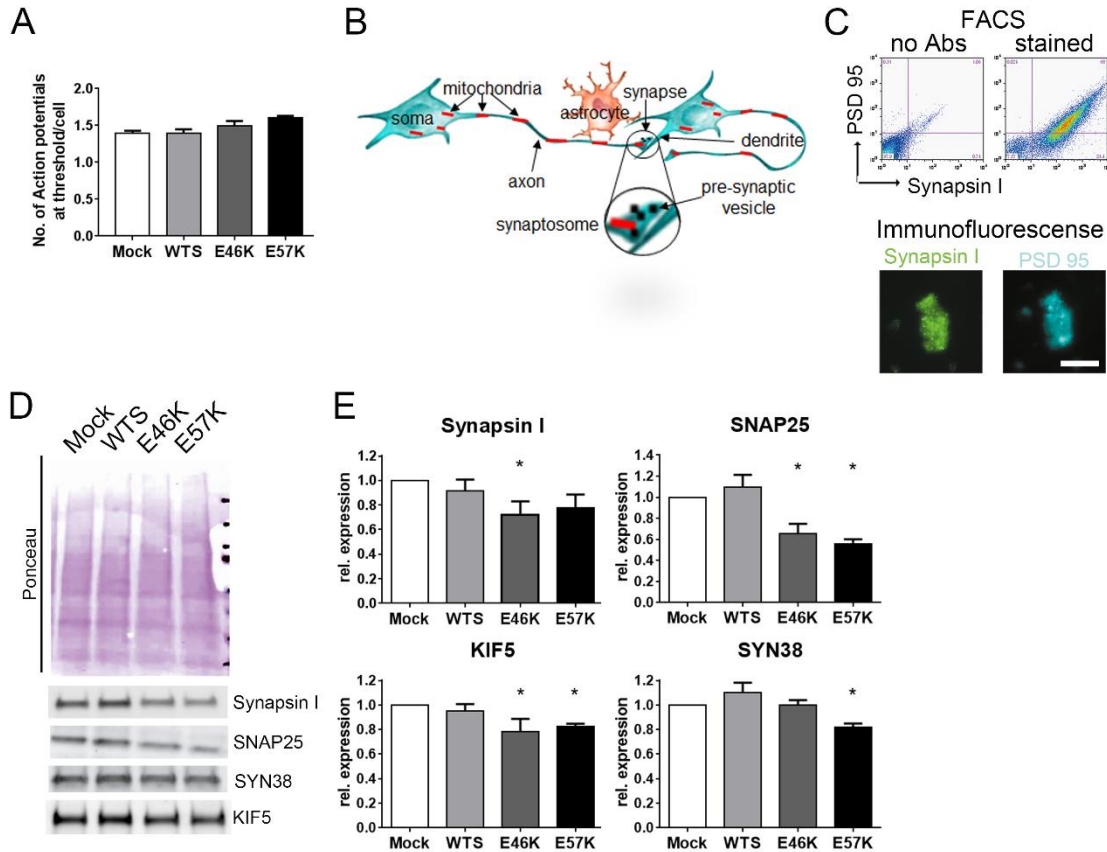 A
No. of Action potentials
at threshold/cell
2.0
1.5
1.0
0.5
0.0
Mock WTS E46K E57K
B
mitochondria
soma
astrocyte
synapse
dendrite
axon
pre-synaptic
vesicle
synaptosome
C
FACS
no Abs stained
PSD 95
Synapsin I
Immunofluorescense
Synapsin I PSD 95
D
Mock WTS E46K E57K
Ponceau
Synapsin I
SNAP25
SYN38
KIF5
E
Synapsin I
rel. expression
1.2
1.0
0.8
0.6
0.4
0.2
0.0
*
Mock WTS E46K E57K
SNAP25
rel. expression
1.4
1.2
1.0
0.8
0.6
0.4
0.2
0.0
* *
Mock WTS E46K E57K
KIF5
rel. expression
1.2
1.0
0.8
0.6
0.4
0.2
0.0
* *
Mock WTS E46K E57K
SYN38
rel. expression
1.2
1.0
0.8
0.6
0.4
0.2
0.0
*
Mock WTS E46K E57K